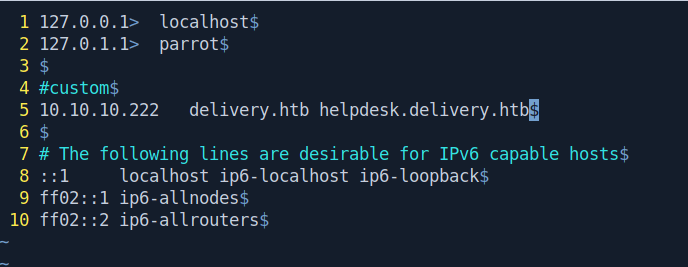 1 127.0.0.1>  localhost$
2 127.0.1.1>  parrot$
3 $
4 #custom$
5 10.10.10.222   delivery.htb helpdesk.delivery.htb$
6 $
7 # The following lines are desirable for IPv6 capable hosts$
8 ::1     localhost ip6-localhost ip6-loopback$
9 ff02::1 ip6-allnodes$
10 ff02::2 ip6-allrouters$
~
~